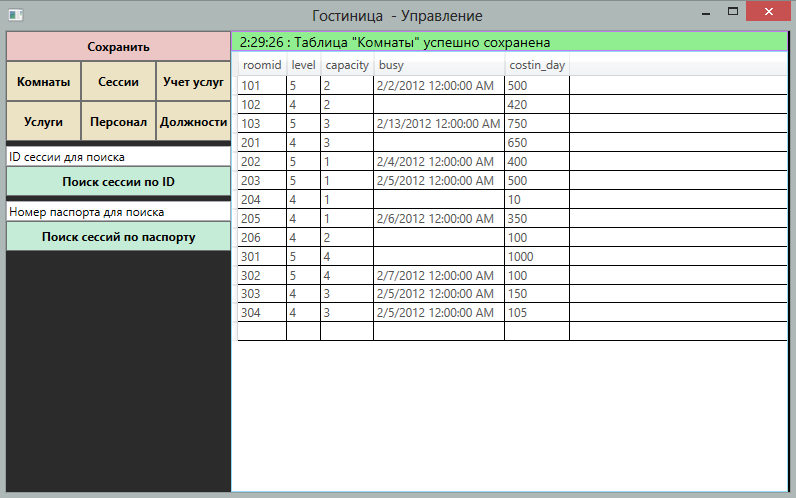 Гостиница - Управление
Сохранить
Комнаты Сессии Учет услуг
Услуги Персонал Должности
ID сессии для поиска
Поиск сессии по ID
Номер паспорта для поиска
Поиск сессий по паспорту
2:29:26 : Таблица "Комнаты" успешно сохранена
roomid level capacity busy costin_day
101 5 2 2/2/2012 12:00:00 AM 500
102 4 2 420
103 5 3 2/13/2012 12:00:00 AM 750
201 4 3 650
202 5 1 2/4/2012 12:00:00 AM 400
203 5 1 2/5/2012 12:00:00 AM 500
204 4 1 10
205 4 1 2/6/2012 12:00:00 AM 350
206 4 2 100
301 5 4 1000
302 5 4 2/7/2012 12:00:00 AM 100
303 4 3 2/5/2012 12:00:00 AM 150
304 4 3 2/5/2012 12:00:00 AM 105